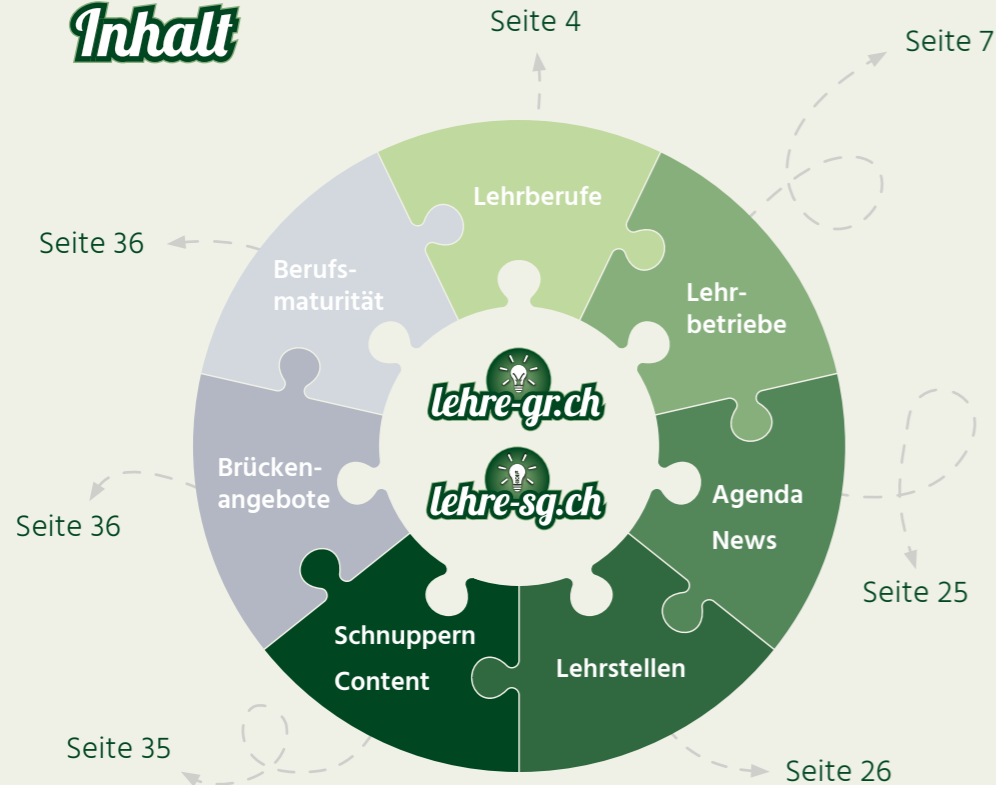 Inhalt
Seite 4
Seite 7
Lehrberufe
Seite 36
Berufs-
maturität
Lehr-
betriebe
lehre-gr.ch
lehre-sg.ch
Brücken-
angebote
Seite 36
Agenda
News
Seite 25
Schnuppern
Content
Lehrstellen
Seite 35
Seite 26